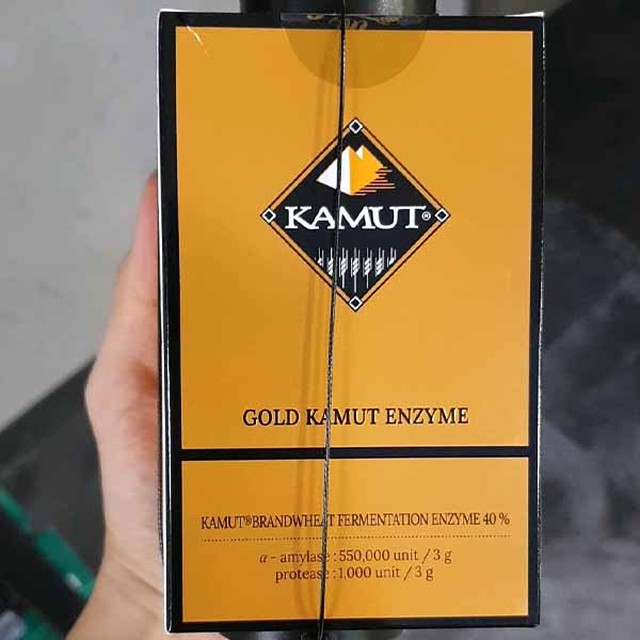 KAMUT®
GOLD KAMUT ENZYME
KAMUT®BRANDWHEAT FERMENTATION ENZYME 40 %
α - amylase : 550,000 unit / 3 g
protease : 1,000 unit / 3 g